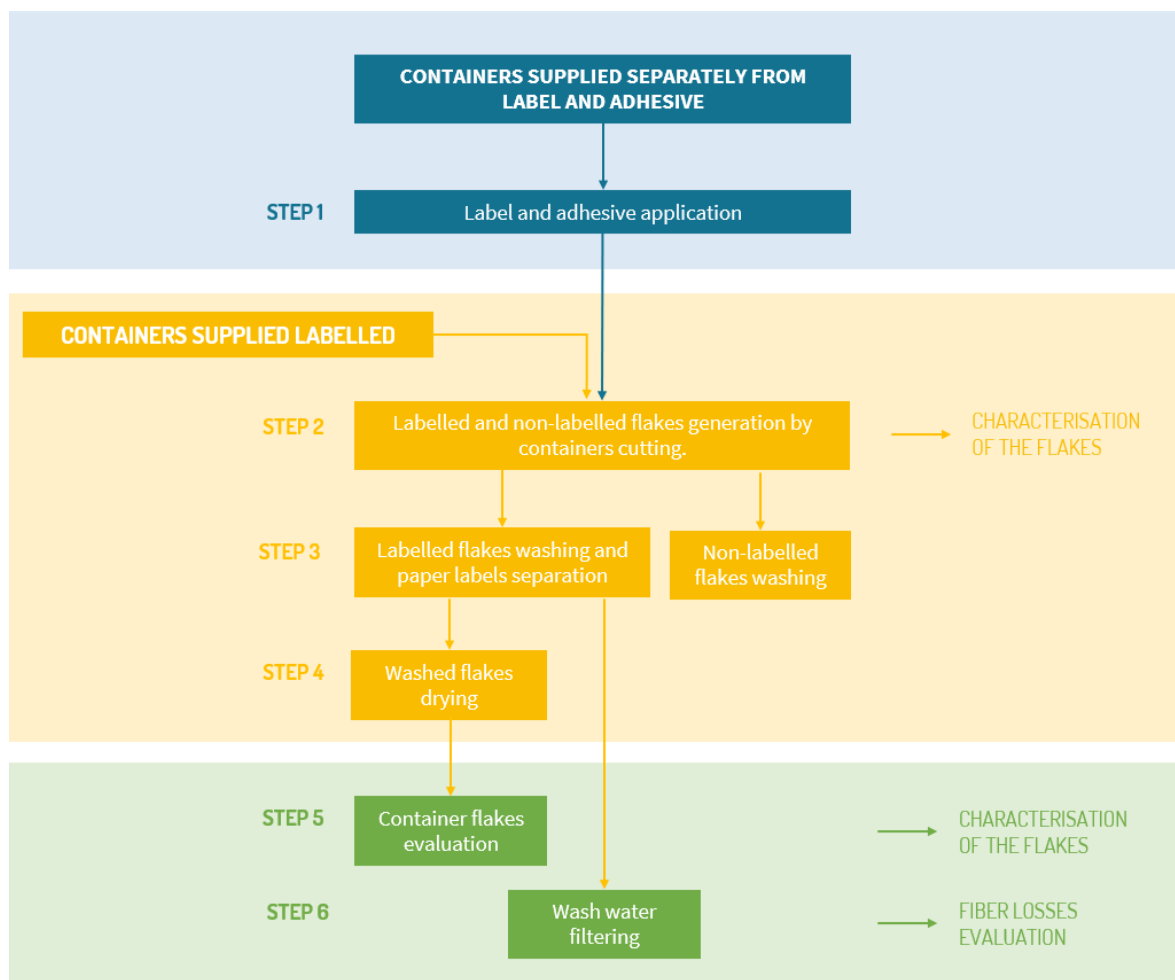 CONTAINERS SUPPLIED SEPARATELY FROM
LABEL AND ADHESIVE
STEP 1
Label and adhesive application
CONTAINERS SUPPLIED LABELLED
STEP 2
Labelled and non-labelled flakes generation by
containers cutting.
CHARACTERISATION
OF THE FLAKES
STEP 3
Labelled flakes washing and
paper labels separation
Non-labelled
flakes washing
STEP 4
Washed flakes
drying
STEP 5
Container flakes
evaluation
CHARACTERISATION
OF THE FLAKES
STEP 6
Wash water
filtering
FIBER LOSSES
EVALUATION